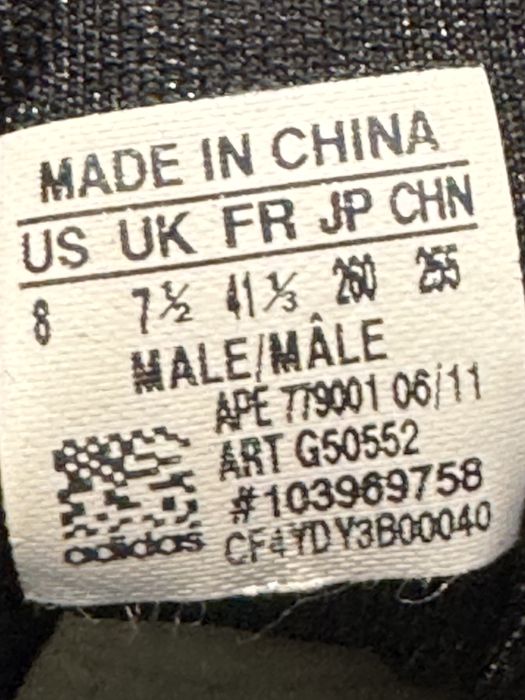 MADE IN CHINA
US UK FR JP CHN
8 7½ 41⅓ 260 255
MALE/MÂLE
APE 779001 06/11
ART G50552
#103969758
CF4YDY3B00040
adidas